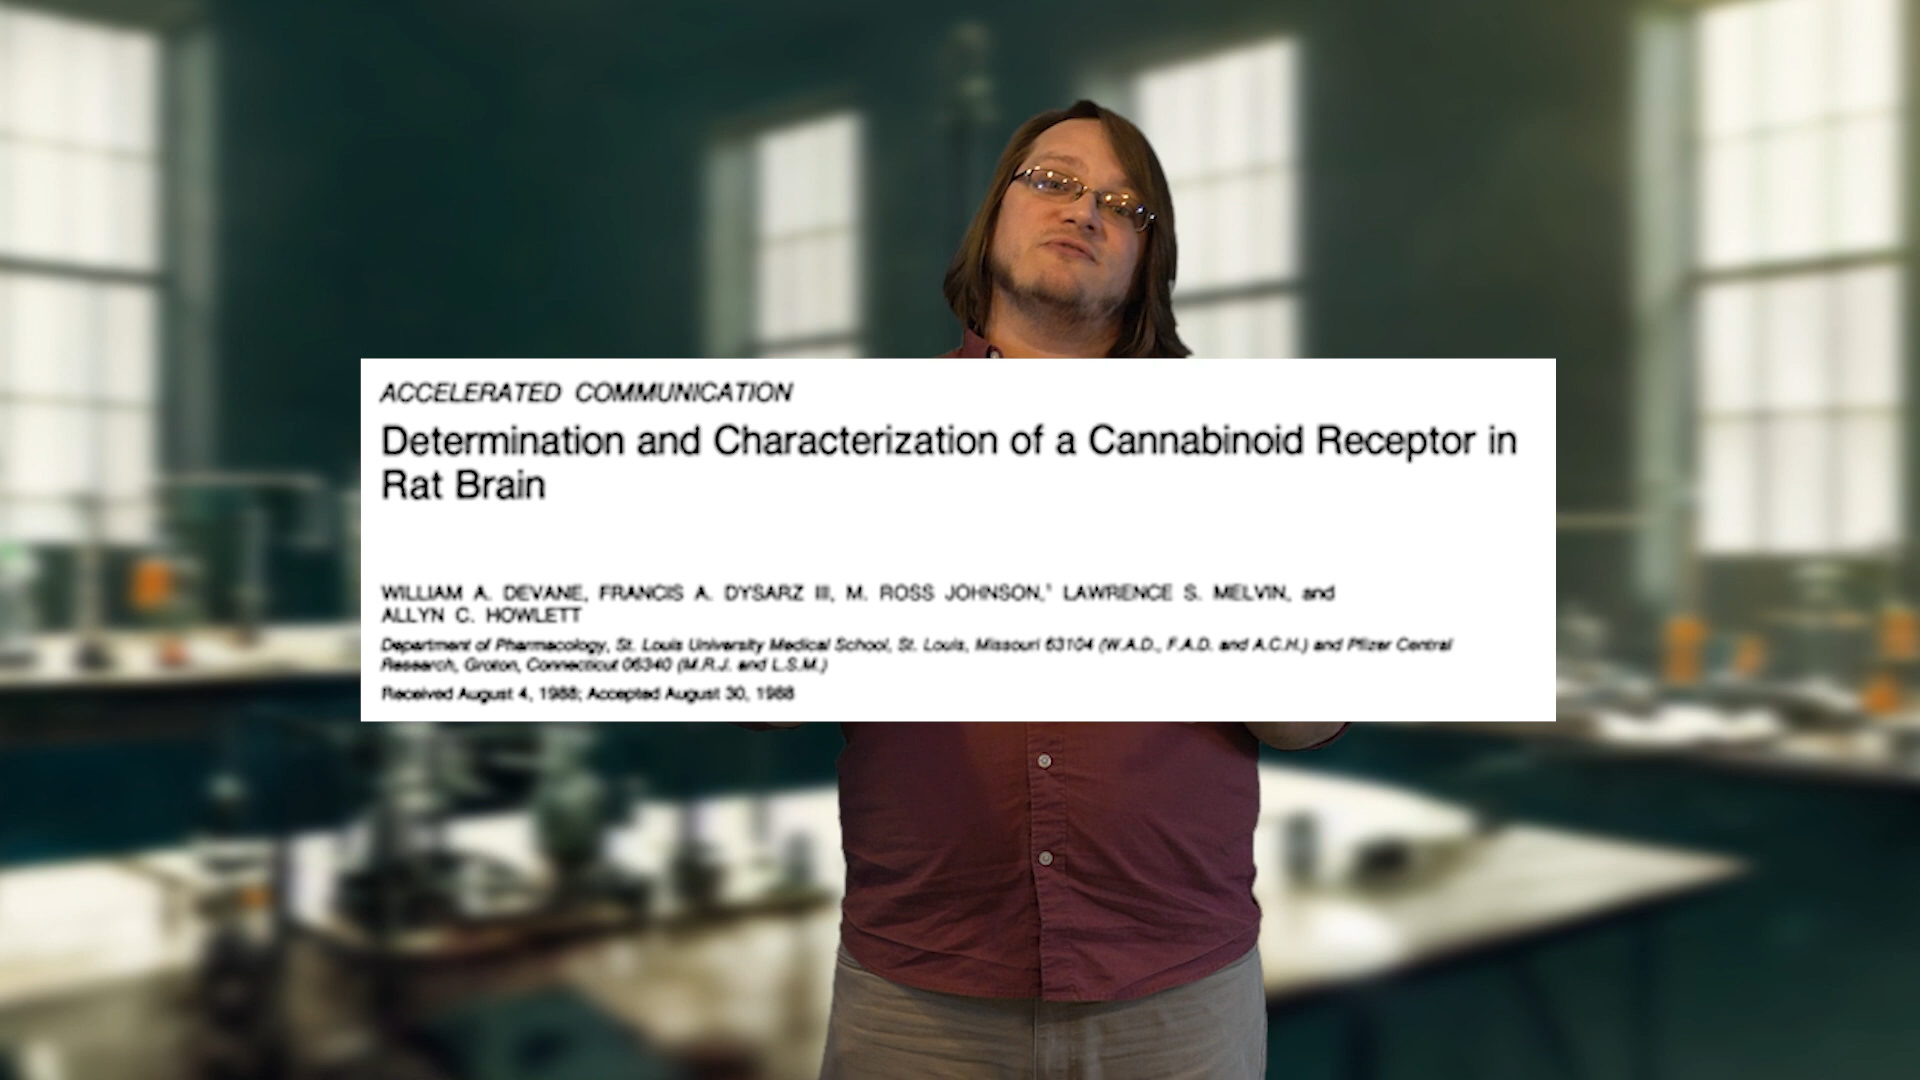 ACCELERATED COMMUNICATION
Determination and Characterization of a Cannabinoid Receptor in
Rat Brain
WILLIAM A. DEVANE, FRANCIS A. DYSARZ III, M. ROSS JOHNSON,¹ LAWRENCE S. MELVIN, and
ALLYN C. HOWLETT
Department of Pharmacology, St. Louis University Medical School, St. Louis, Missouri 63104 (W.A.D., F.A.D. and A.C.H.) and Pfizer Central
Research, Groton, Connecticut 06340 (M.R.J. and L.S.M.)
Received August 4, 1988; Accepted August 30, 1988